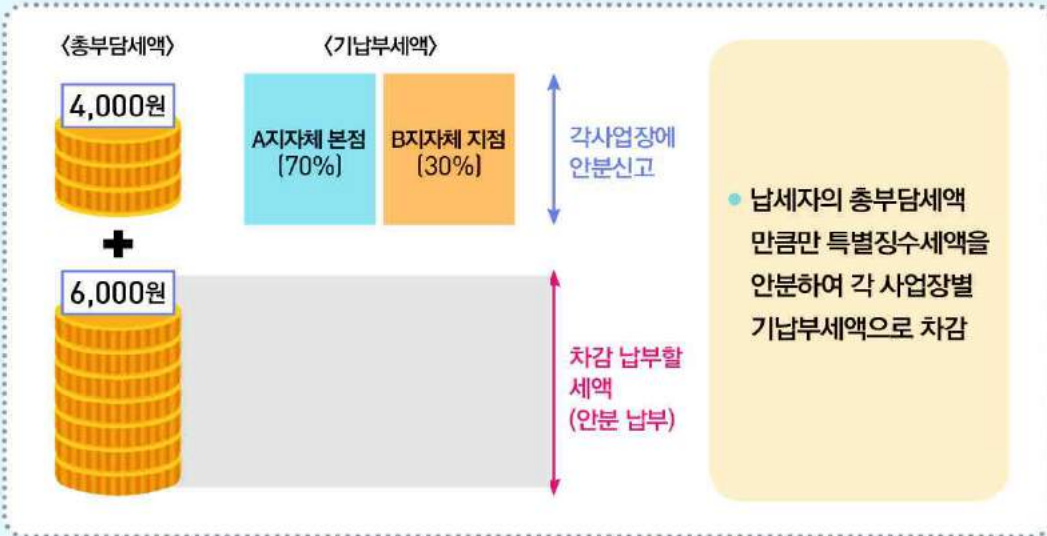 〈총부담세액〉
〈기납부세액〉
4,000원
A지자체 본점
(70%)
B지자체 지점
(30%)
각사업장에
안분신고
+
6,000원
차감 납부할
세액
(안분 납부)
• 납세자의 총부담세액
만큼만 특별징수세액을
안분하여 각 사업장별
기납부세액으로 차감